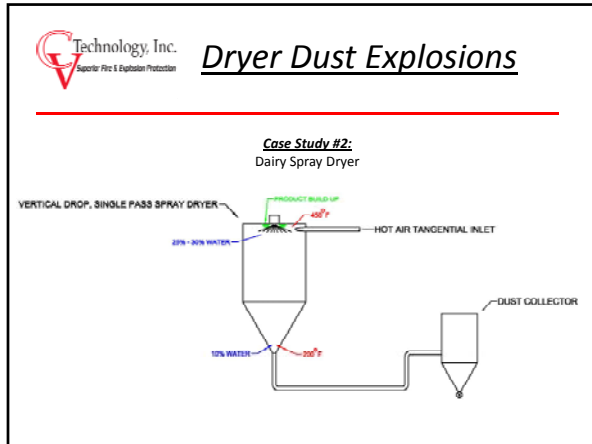 CV Technology, Inc.
Superior Fire & Explosion Protection
Dryer Dust Explosions
Case Study #2:
Dairy Spray Dryer
PRODUCT BUILD UP
VERTICAL DROP, SINGLE PASS SPRAY DRYER
450°F
HOT AIR TANGENTIAL INLET
25% - 30% WATER
DUST COLLECTOR
10% WATER
200°F